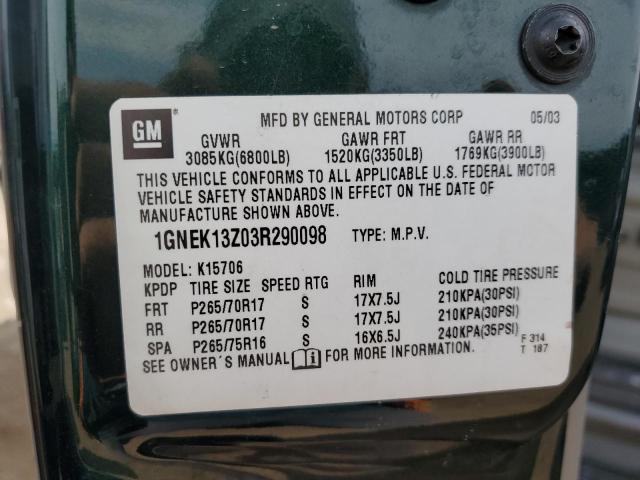 GM
MFD BY GENERAL MOTORS CORP 05/03
GVWR GAWR FRT GAWR RR
3085KG(6800LB) 1520KG(3350LB) 1769KG(3900LB)
THIS VEHICLE CONFORMS TO ALL APPLICABLE U.S. FEDERAL MOTOR
VEHICLE SAFETY STANDARDS IN EFFECT ON THE DATE OF
MANUFACTURE SHOWN ABOVE.
1GNEK13Z03R290098 TYPE: M.P.V.
MODEL: K15706
KPDP TIRE SIZE SPEED RTG RIM COLD TIRE PRESSURE
FRT P265/70R17 S 17X7.5J 210KPA(30PSI)
RR P265/70R17 S 17X7.5J 210KPA(30PSI)
SPA P265/75R16 S 16X6.5J 240KPA(35PSI) F 314
SEE OWNER'S MANUAL i FOR MORE INFORMATION. T 187